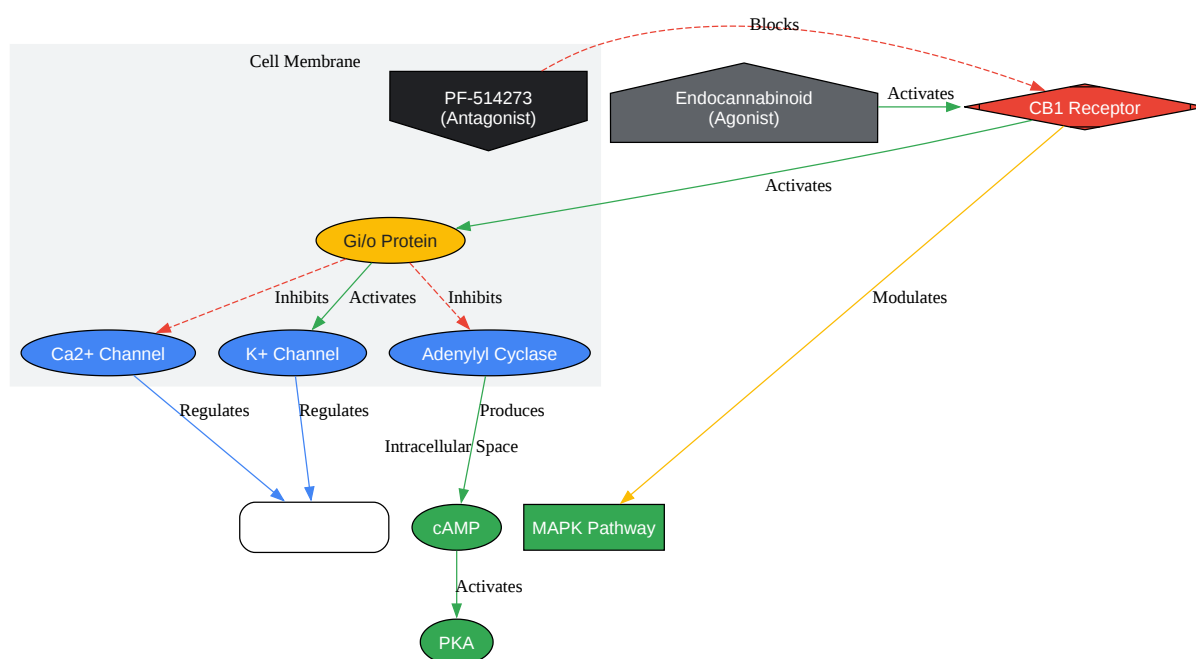 Blocks
Cell Membrane
PF-514273
(Antagonist)
Endocannabinoid
(Agonist)
Activates
CB1 Receptor
Activates
Gi/o Protein
Inhibits
Activates
Inhibits
Modulates
Ca2+ Channel
K+ Channel
Adenylyl Cyclase
Regulates
Regulates
Produces
Intracellular Space
cAMP
MAPK Pathway
Activates
PKA